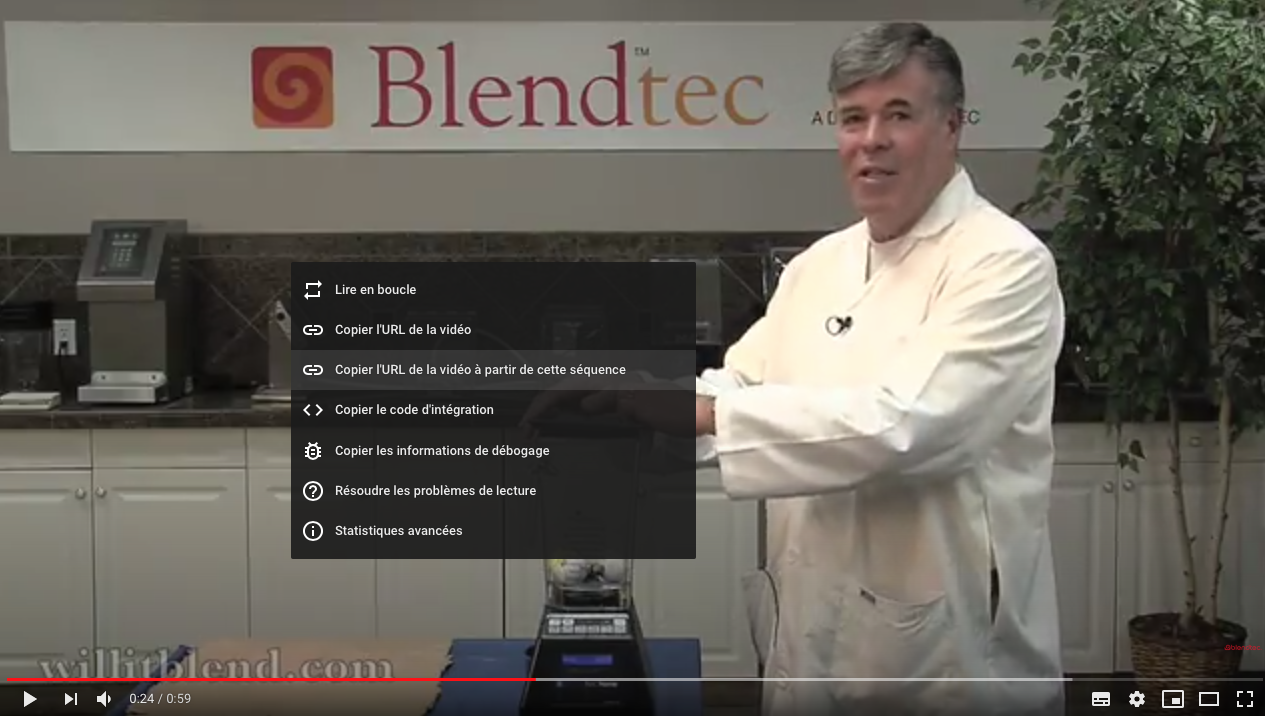 Blendtec™
Lire en boucle
Copier l'URL de la vidéo
Copier l'URL de la vidéo à partir de cette séquence
Copier le code d'intégration
Copier les informations de débogage
Résoudre les problèmes de lecture
Statistiques avancées
willitblend.com
0:24 / 0:59